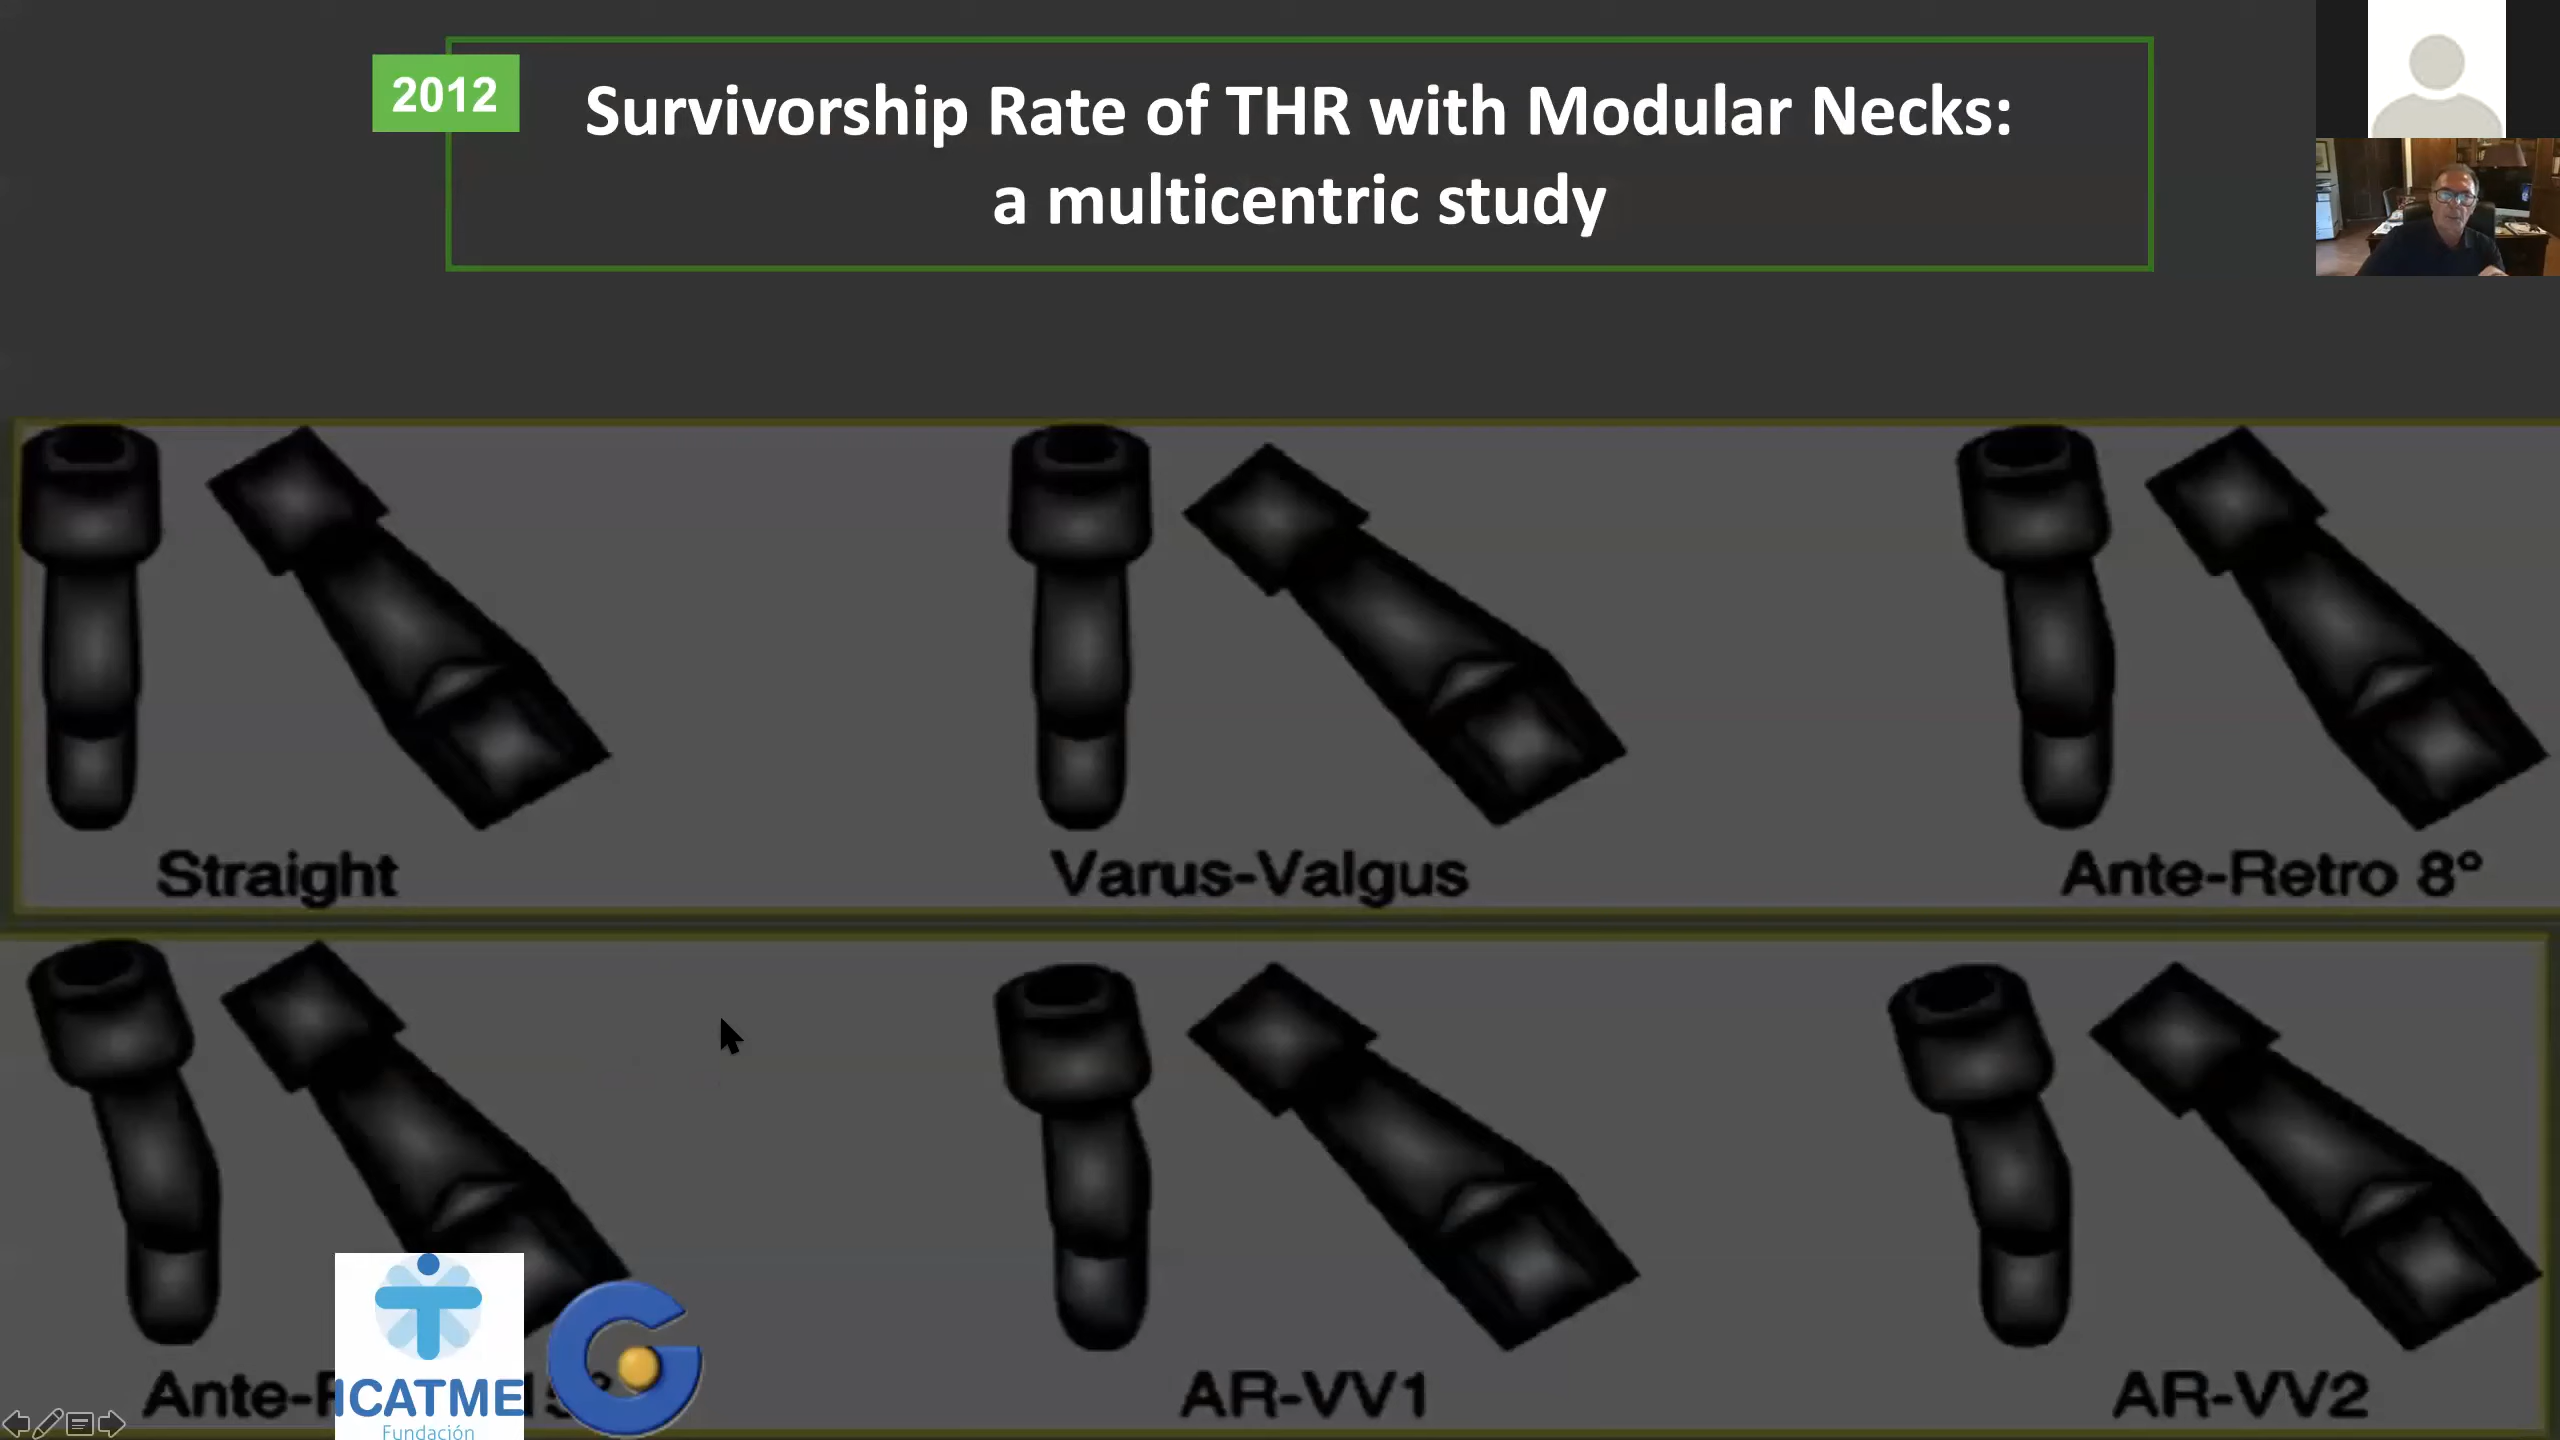 2012
Survivorship Rate of THR with Modular Necks:
a multicentric study
Straight
Varus-Valgus
Ante-Retro 8°
15°
AR-VV1
AR-VV2
ICATME
Fundación